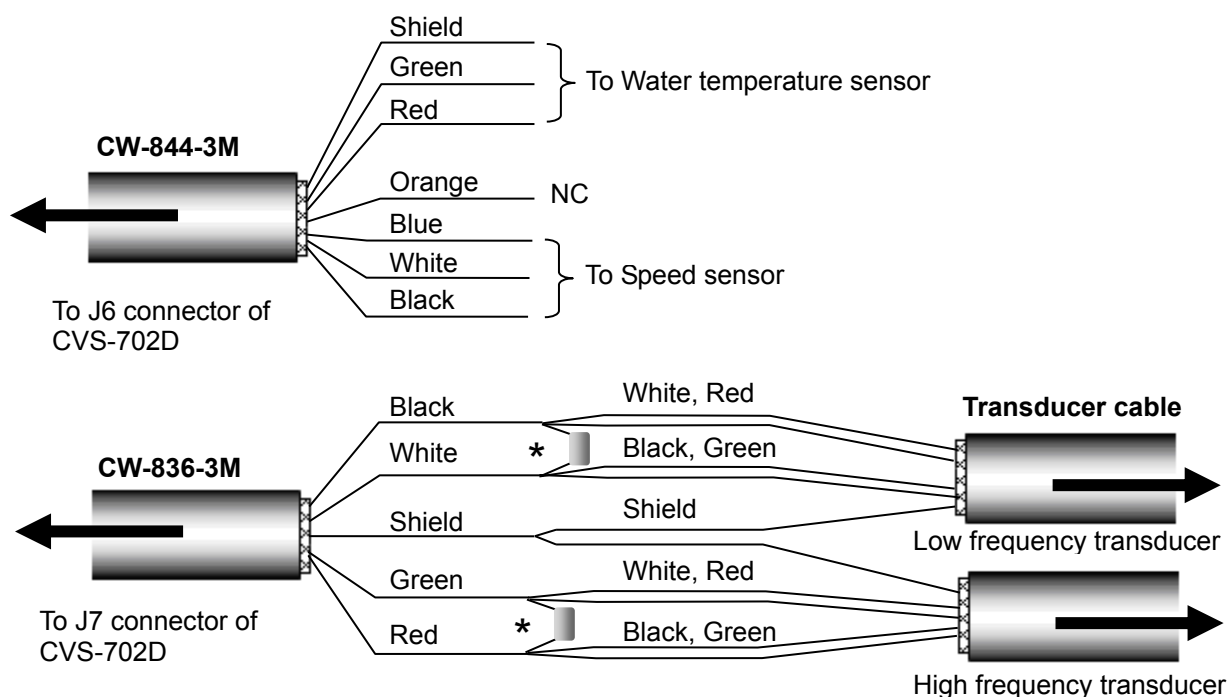 Shield
Green
To Water temperature sensor
Red
CW-844-3M
Orange
NC
Blue
White
To Speed sensor
Black
To J6 connector of
CVS-702D
White, Red
Black
Transducer cable
White
*
Black, Green
CW-836-3M
Shield
Shield
Low frequency transducer
Green
White, Red
To J7 connector of
CVS-702D
Red
*
Black, Green
High frequency transducer